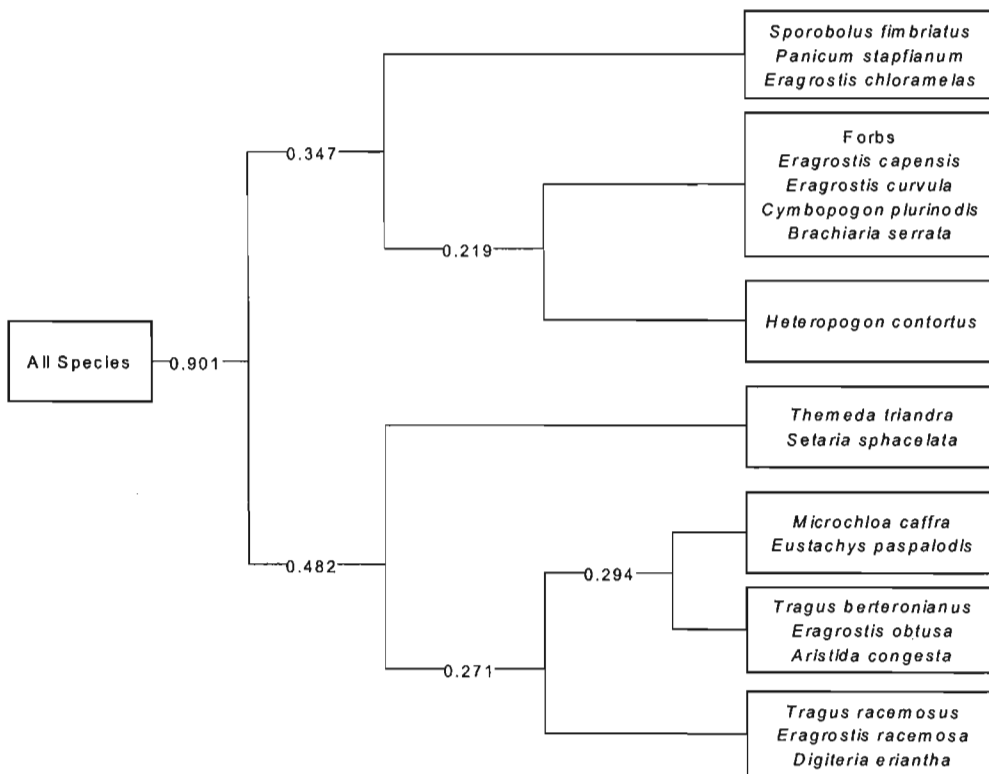 Sporobolus fimbriatus
Panicum stapfianum
Eragrostis chloramelas
0.347
Forbs
Eragrostis capensis
Eragrostis curvula
Cymbopogon plurinodis
Brachiaria serrata
0.219
Heteropogon contortus
All Species
0.901
Themeda triandra
Setaria sphacelata
Microchloa caffra
Eustachys paspalodis
0.482
0.294
Tragus berteronianus
Eragrostis obtusa
Aristida congesta
0.271
Tragus racemosus
Eragrostis racemosa
Digiteria eriantha